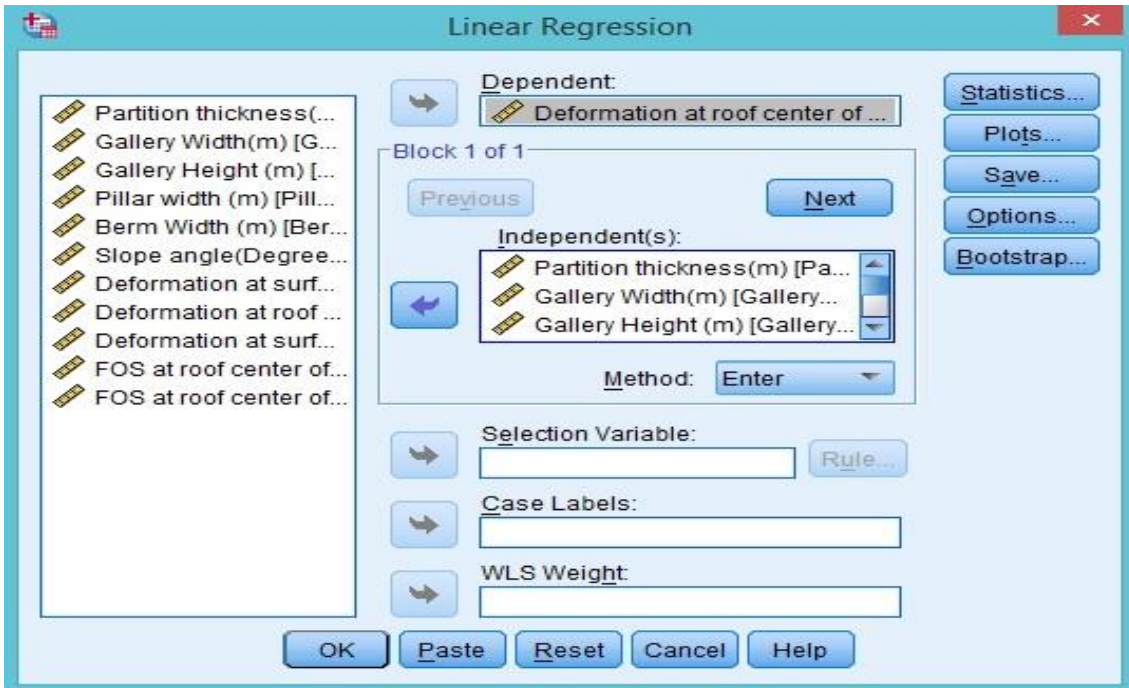 Linear Regression
Partition thickness(...
Gallery Width(m) [G...
Gallery Height (m) [...
Pillar width (m) [Pill...
Berm Width (m) [Ber...
Slope angle(Degree...
Deformation at surf...
Deformation at roof ...
Deformation at surf...
FOS at roof center of...
FOS at roof center of...
Dependent:
Deformation at roof center of ...
Block 1 of 1
Previous
Next
Independent(s):
Partition thickness(m) [Pa...
Gallery Width(m) [Gallery...
Gallery Height (m) [Gallery...
Method: Enter
Selection Variable:
Rule...
Case Labels:
WLS Weight:
Statistics...
Plots...
Save...
Options...
Bootstrap...
OK Paste Reset Cancel Help